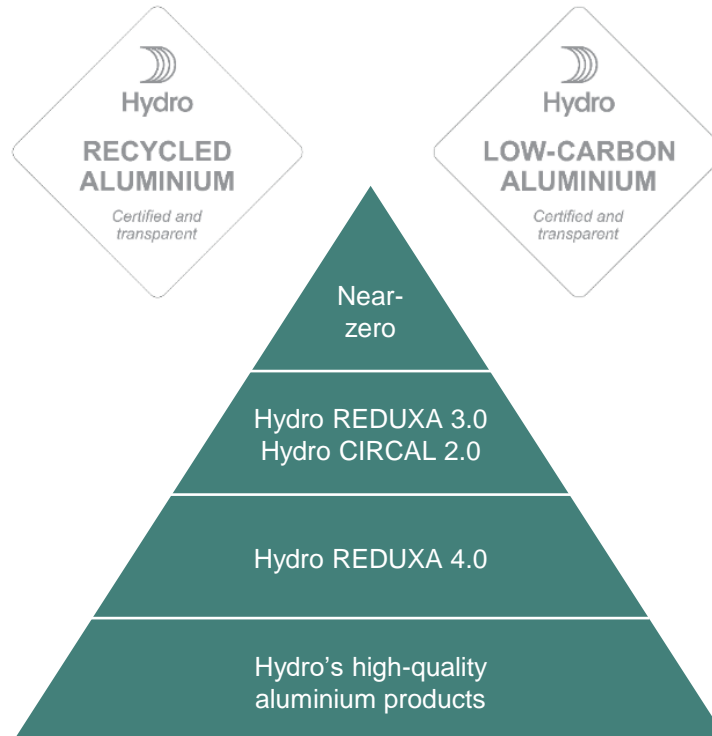 Hydro
RECYCLED
ALUMINIUM
Certified and
transparent
Hydro
LOW-CARBON
ALUMINIUM
Certified and
transparent
Near-
zero
Hydro REDUXA 3.0
Hydro CIRCAL 2.0
Hydro REDUXA 4.0
Hydro's high-quality
aluminium products